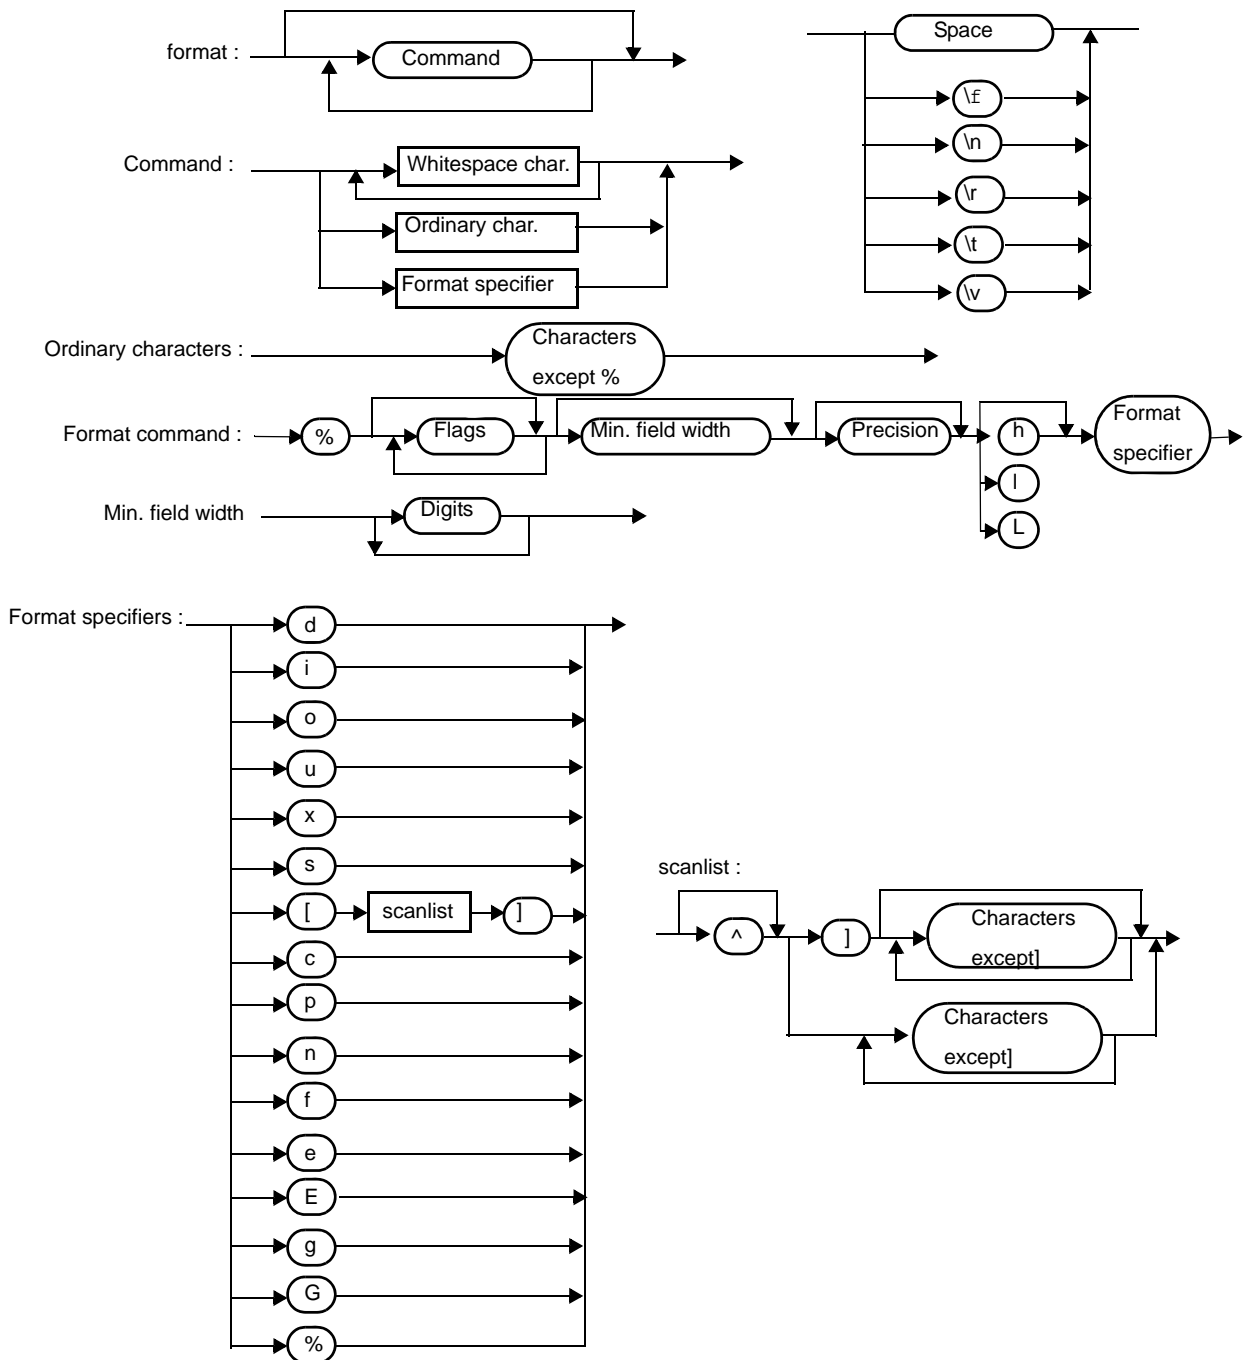 format :
Command
Space
\f
\n
\r
\t
\v
Command :
Whitespace char.
Ordinary char.
Format specifier
Ordinary characters :
Characters
except %
Format command :
%
Flags
Min. field width
Precision
h
l
L
Format
specifier
Min. field width
Digits
Format specifiers :
d
i
o
u
x
s
[
scanlist
]
c
p
n
f
e
E
g
G
%
scanlist :
^
]
Characters
except]
Characters
except]